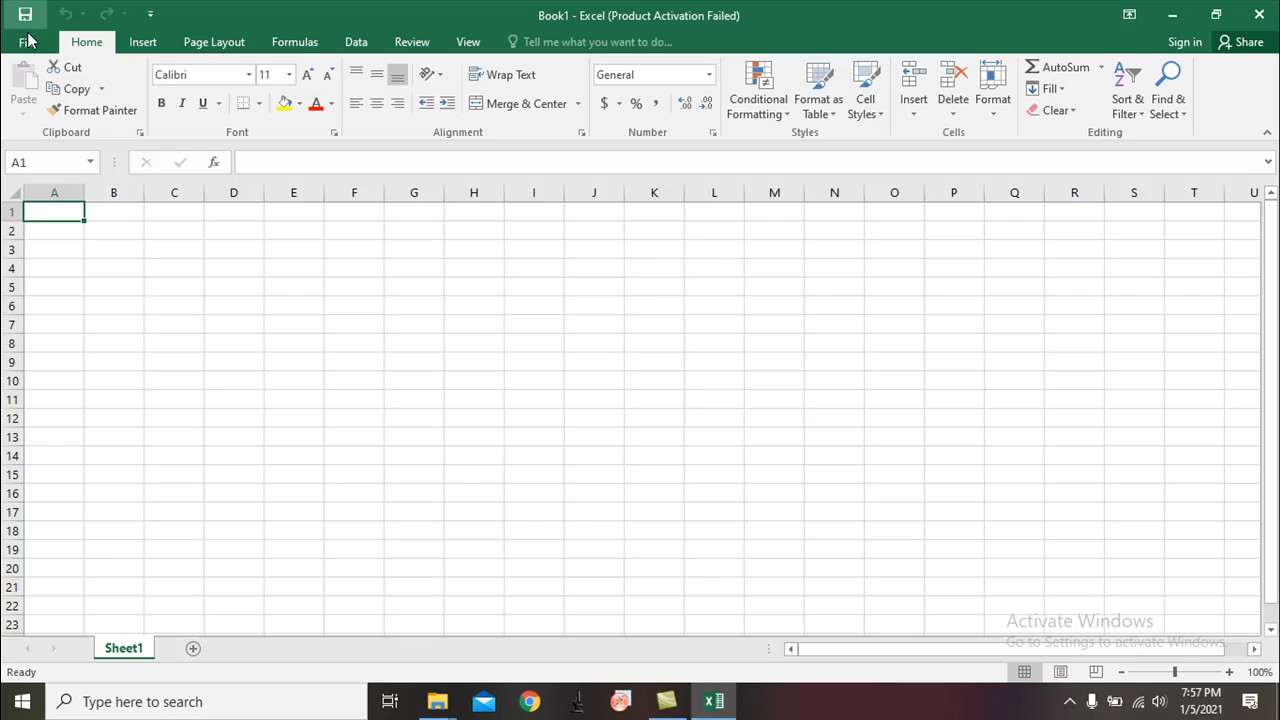 Book1 - Excel (Product Activation Failed)
Home Insert Page Layout Formulas Data Review View Tell me what you want to do... Sign in Share
Paste Cut Copy Format Painter Clipboard
Calibri 11 B I U A A A Font
Wrap Text Merge & Center Alignment
General $ % , Number
Conditional Formatting Format as Table Cell Styles Styles
Insert Delete Format Cells
AutoSum Fill Clear Sort & Filter Find & Select Editing
A1 fx
A B C D E F G H I J K L M N O P Q R S T U
1
2
3
4
5
6
7
8
9
10
11
12
13
14
15
16
17
18
19
20
21
22
23
Activate Windows
Go to Settings to activate Windows.
Sheet1
Ready 100%
Type here to search 7:57 PM
1/5/2021